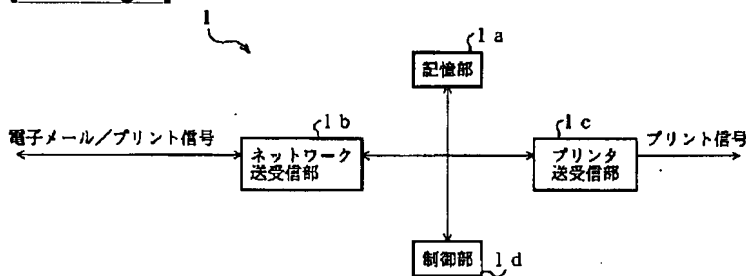 1
1a
記憶部
電子メール/プリント信号
1b
ネットワーク
送受信部
1c
プリンタ
送受信部
プリント信号
制御部
1d